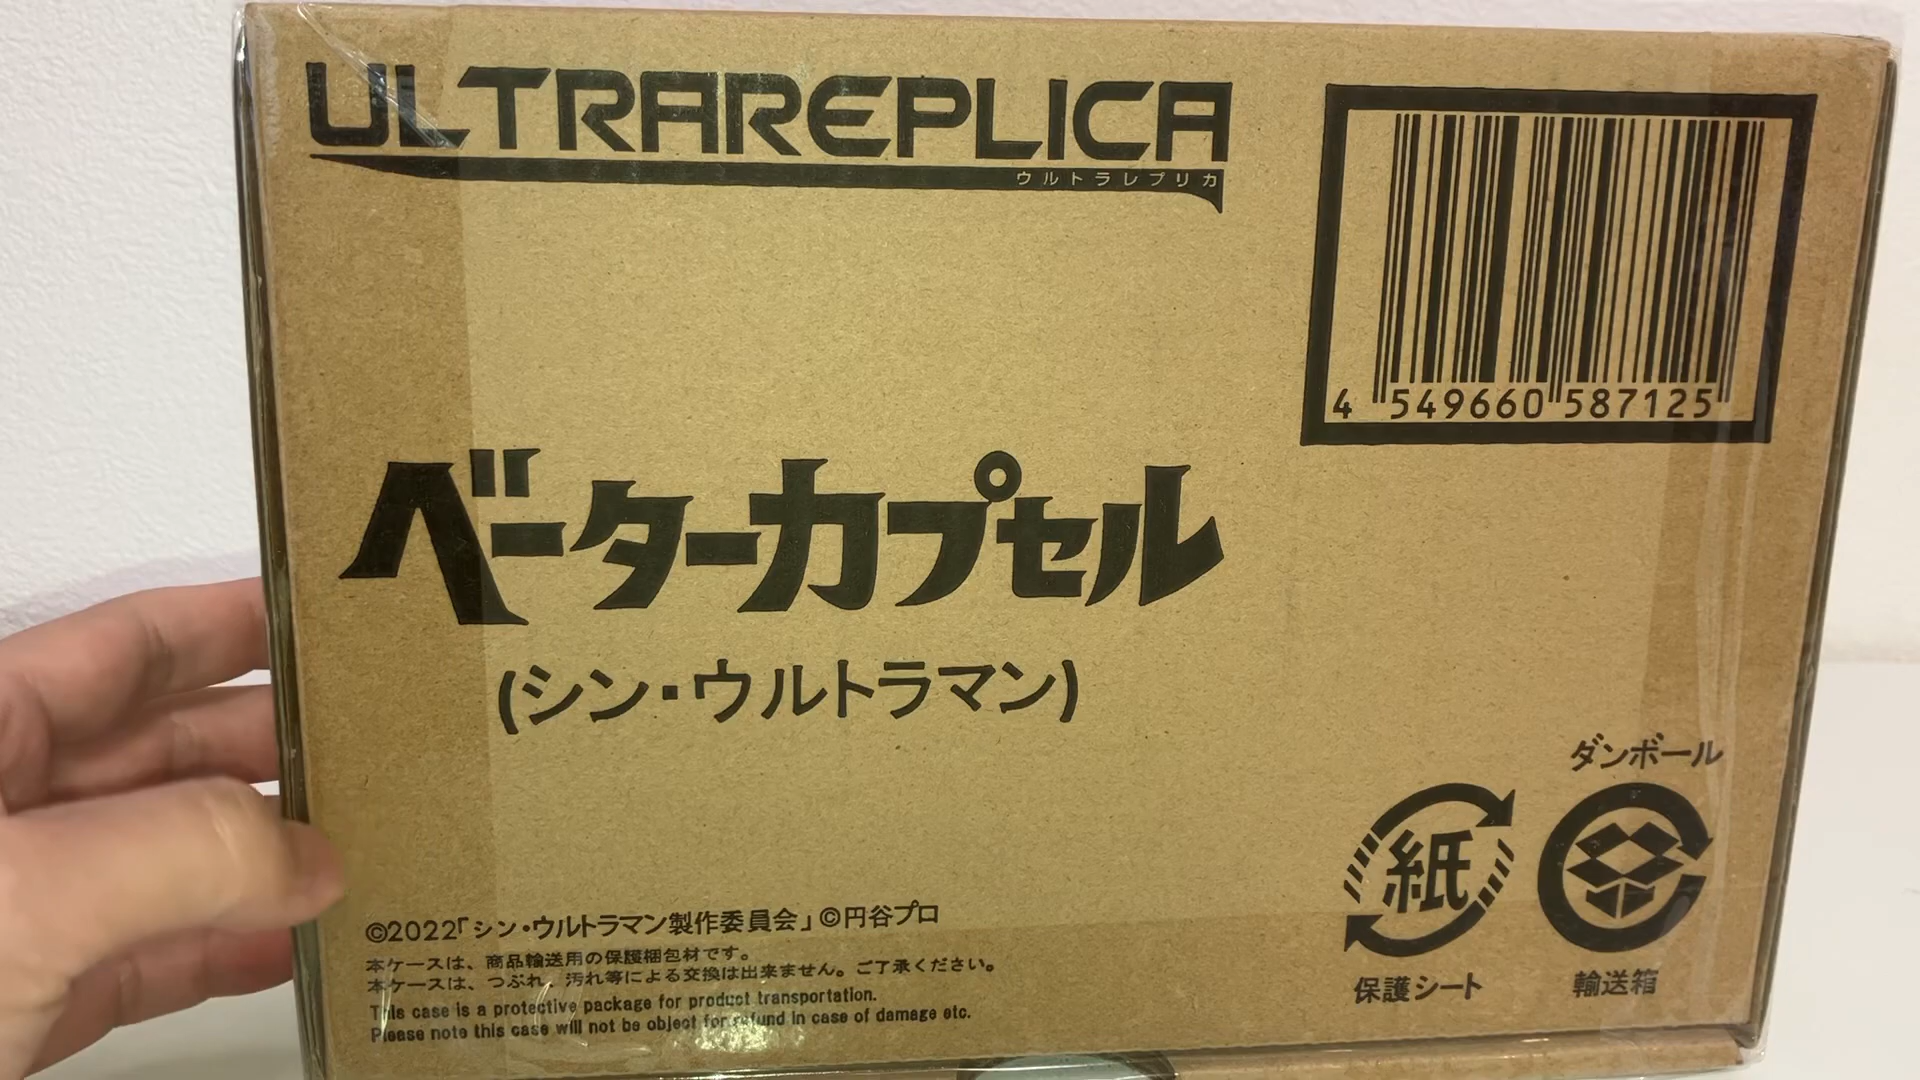 ULTRAREPLICA
ウルトラレプリカ
4 549660 587125
ベーターカプセル
(シン・ウルトラマン)
ダンボール
紙
保護シート
輸送箱
©2022「シン・ウルトラマン製作委員会」©円谷プロ
本ケースは、商品輸送用の保護梱包材です。
本ケースは、つぶれ、汚れ等による交換は出来ません。ご了承ください。
This case is a protective package for product transportation.
Please note this case will not be object for refund in case of damage etc.